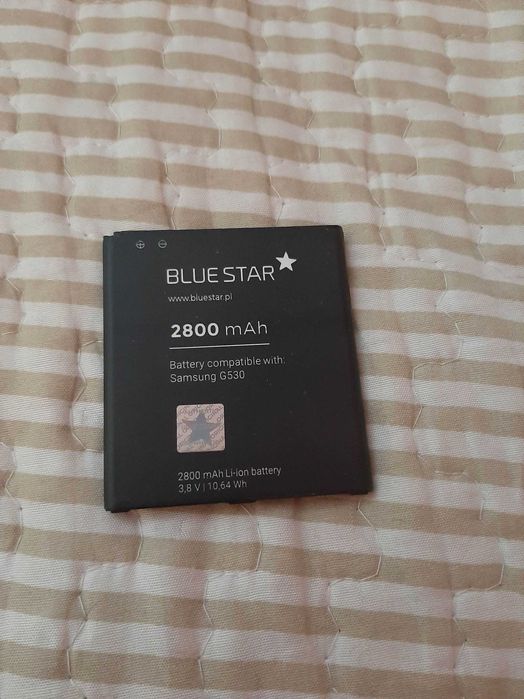 ⊕ ⊖
BLUE STAR
www.bluestar.pl
2800 mAh
Battery compatible with:
Samsung G530
2800 mAh Li-ion battery
3,8 V | 10,64 Wh